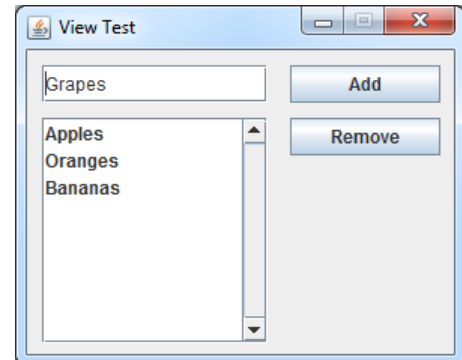 View Test
Grapes
Add
Apples
Remove
Oranges
Bananas